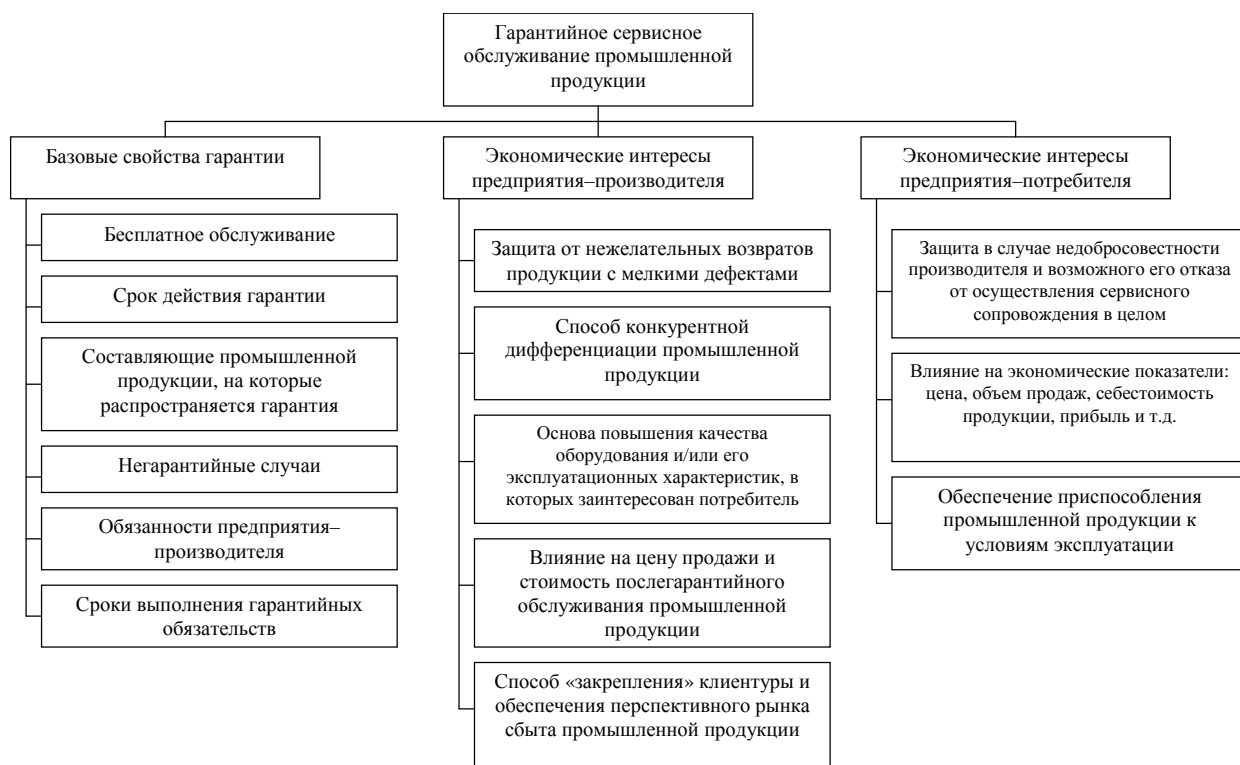 Гарантийное сервисное
обслуживание промышленной
продукции
Базовые свойства гарантии
Бесплатное обслуживание
Срок действия гарантии
Составляющие промышленной
продукции, на которые
распространяется гарантия
Негарантийные случаи
Обязанности предприятия–
производителя
Сроки выполнения гарантийных
обязательств
Экономические интересы
предприятия–производителя
Защита от нежелательных возвратов
продукции с мелкими дефектами
Способ конкурентной
дифференциации промышленной
продукции
Основа повышения качества
оборудования и/или его
эксплуатационных характеристик, в
которых заинтересован потребитель
Влияние на цену продажи и
стоимость послегарантийного
обслуживания промышленной
продукции
Способ «закрепления» клиентуры и
обеспечения перспективного рынка
сбыта промышленной продукции
Экономические интересы
предприятия–потребителя
Защита в случае недобросовестности
производителя и возможного его отказа
от осуществления сервисного
сопровождения в целом
Влияние на экономические показатели:
цена, объем продаж, себестоимость
продукции, прибыль и т.д.
Обеспечение приспособления
промышленной продукции к
условиям эксплуатации